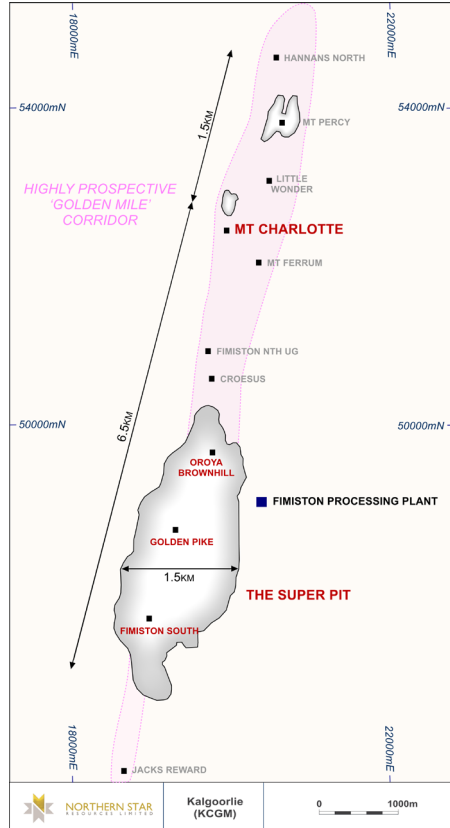 18000mE
22000mE
HANNANS NORTH
54000mN
54000mN
MT PERCY
1.5KM
LITTLE
WONDER
HIGHLY PROSPECTIVE
'GOLDEN MILE'
CORRIDOR
MT CHARLOTTE
MT FERRUM
FIMISTON NTH UG
CROESUS
6.5KM
50000mN
50000mN
OROYA
BROWNHILL
FIMISTON PROCESSING PLANT
GOLDEN PIKE
1.5KM
THE SUPER PIT
FIMISTON SOUTH
18000mE
22000mE
JACKS REWARD
NORTHERN STAR
RESOURCES LIMITED
Kalgoorlie
(KCGM)
0
1000m